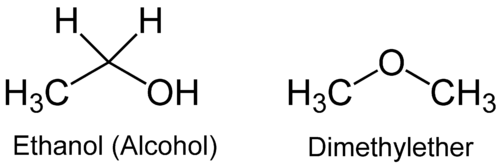 H H
H3C OH
Ethanol (Alcohol)
O
H3C CH3
Dimethylether